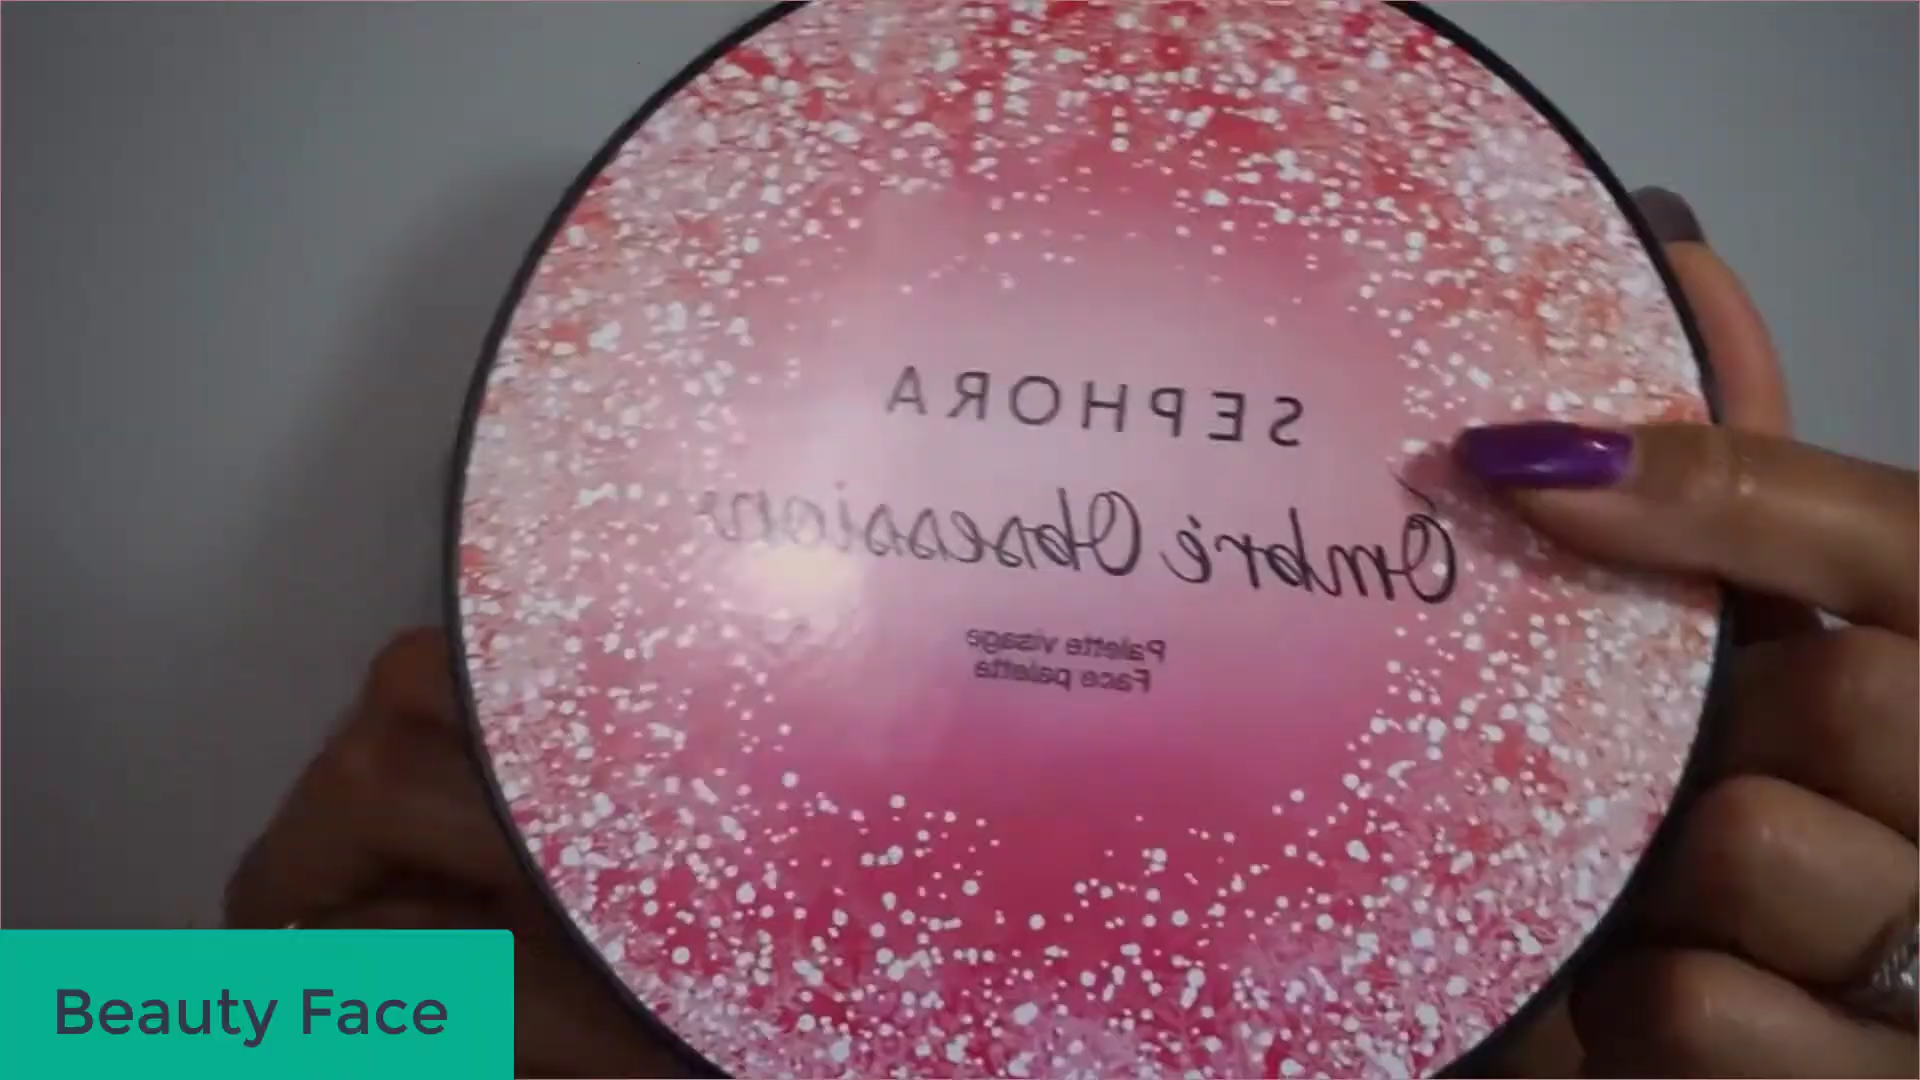 SEPHORA
Ombré Obsession
Palette visage
Face palette
Beauty Face